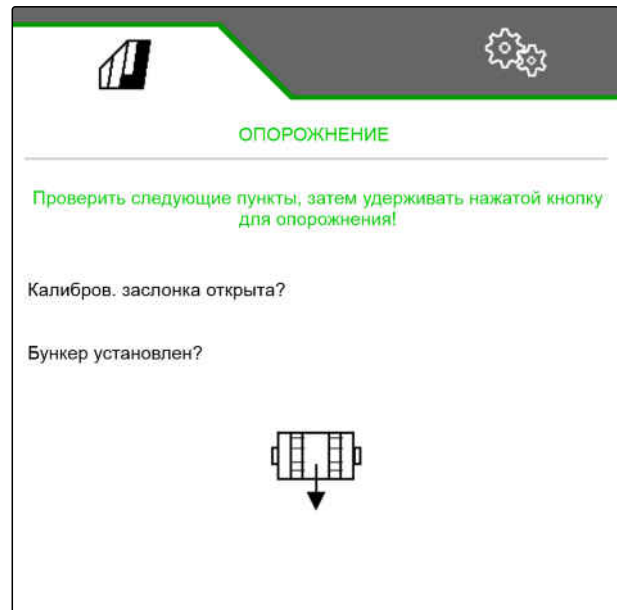 ОПОРОЖНЕНИЕ
Проверить следующие пункты, затем удерживать нажатой кнопку
для опорожнения!
Калибров. заслонка открыта?
Бункер установлен?